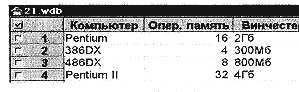 21.wdb
Компьютер Опер. память Винчесте
1 Pentium 16 2Гб
2 386DX 4 300Мб
3 486DX 8 800Мб
4 Pentium II 32 4Гб